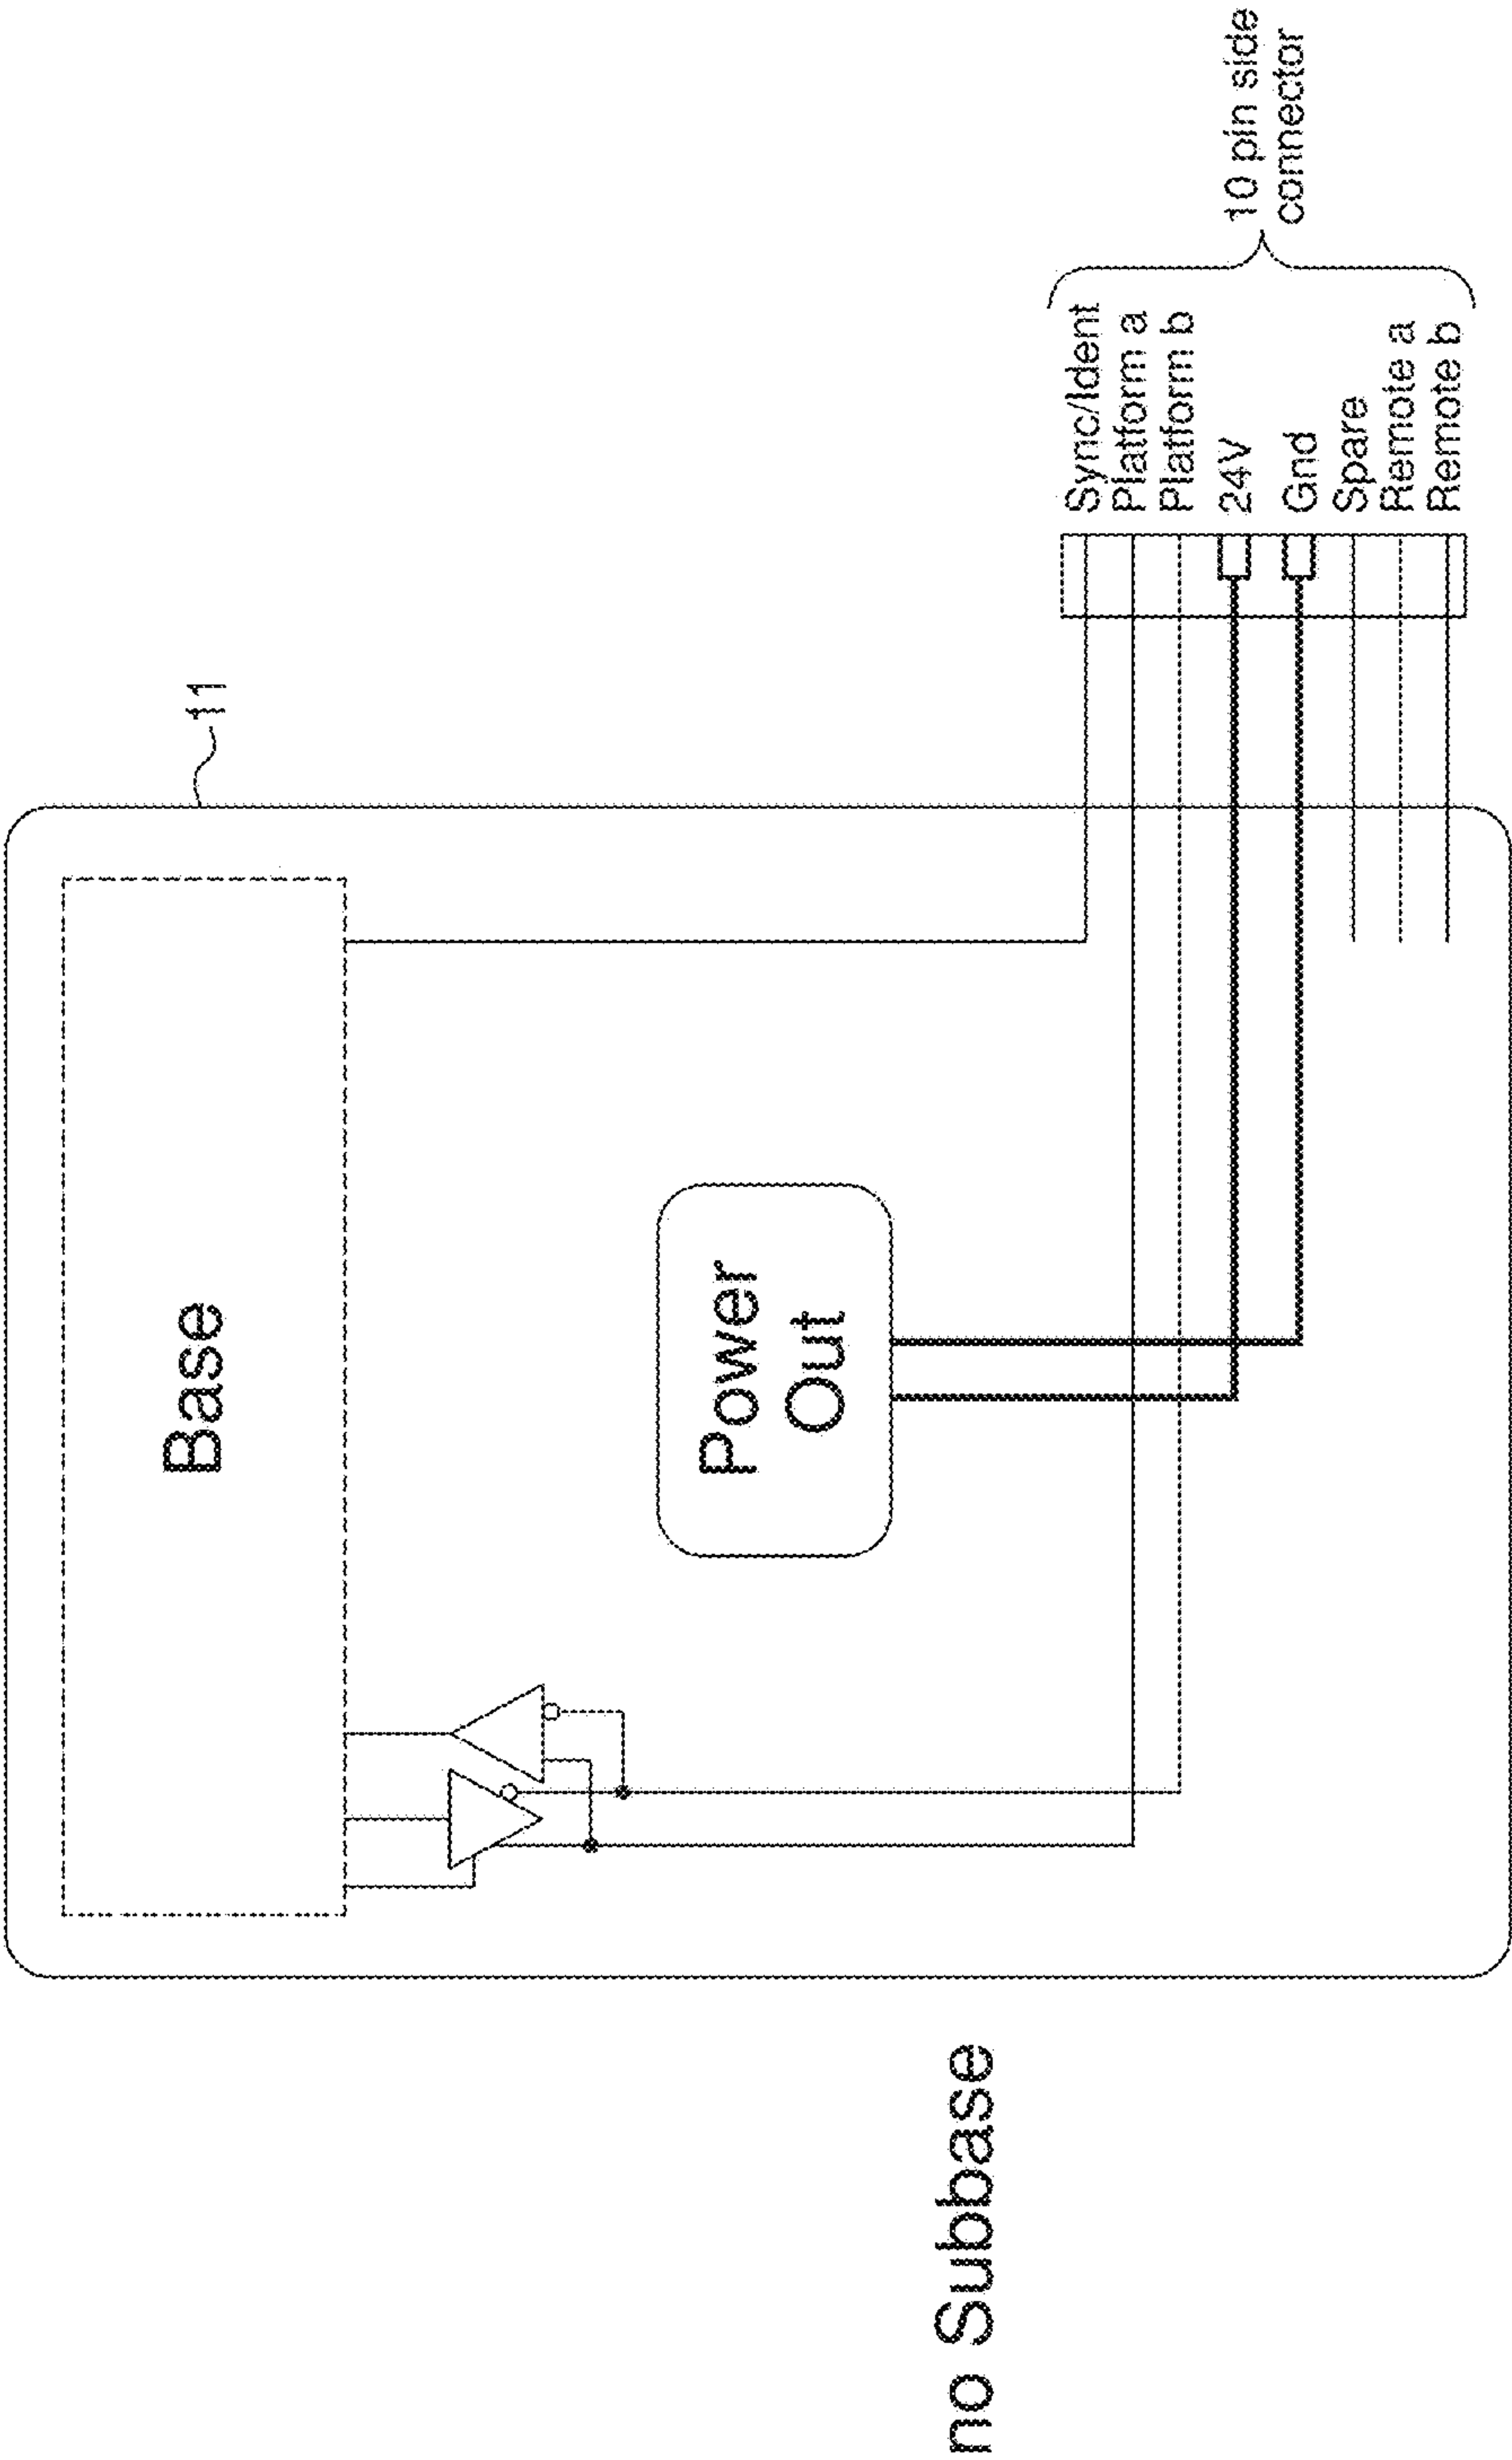 no Subbase
11
Base
Power
Out
Sync/Ident
Platform a
Platform b
24V
Gnd
Spare
Remote a
Remote b
10 pin side
connector